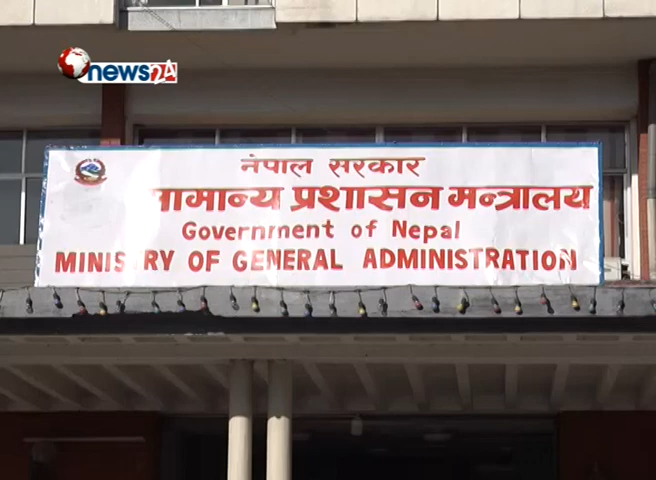 news24
नेपाल सरकार
सामान्य प्रशासन मन्त्रालय
Government of Nepal
MINISTRY OF GENERAL ADMINISTRATION